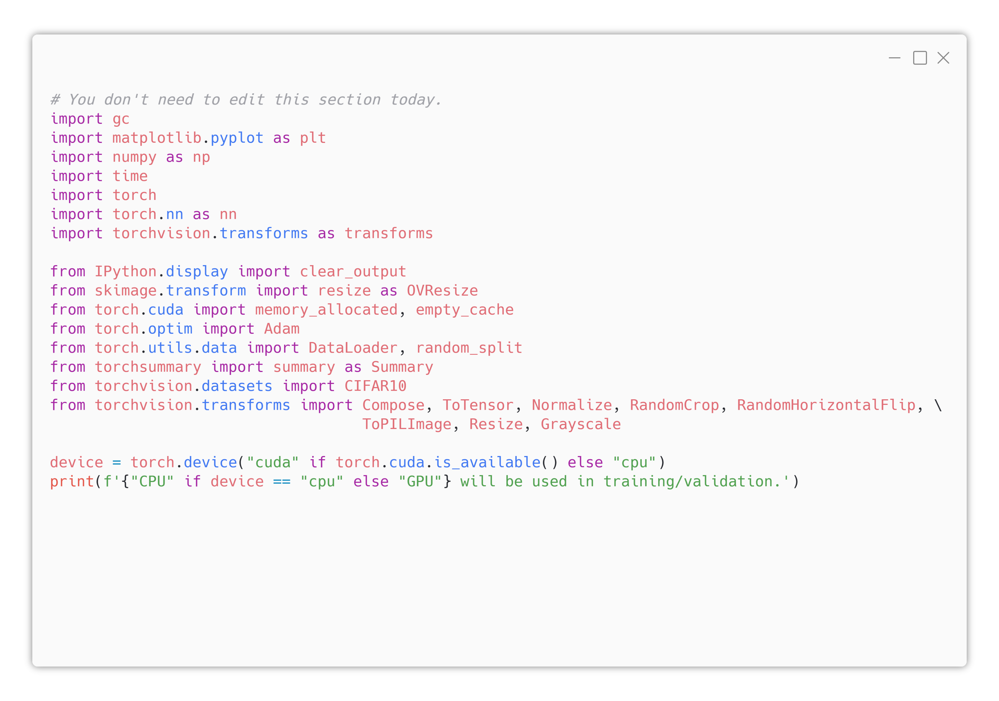 # You don't need to edit this section today.
import gc
import matplotlib.pyplot as plt
import numpy as np
import time
import torch
import torch.nn as nn
import torchvision.transforms as transforms

from IPython.display import clear_output
from skimage.transform import resize as OVResize
from torch.cuda import memory_allocated, empty_cache
from torch.optim import Adam
from torch.utils.data import DataLoader, random_split
from torchsummary import summary as Summary
from torchvision.datasets import CIFAR10
from torchvision.transforms import Compose, ToTensor, Normalize, RandomCrop, RandomHorizontalFlip, \
                                   ToPILImage, Resize, Grayscale

device = torch.device("cuda" if torch.cuda.is_available() else "cpu")
print(f'{"CPU" if device == "cpu" else "GPU"} will be used in training/validation.')